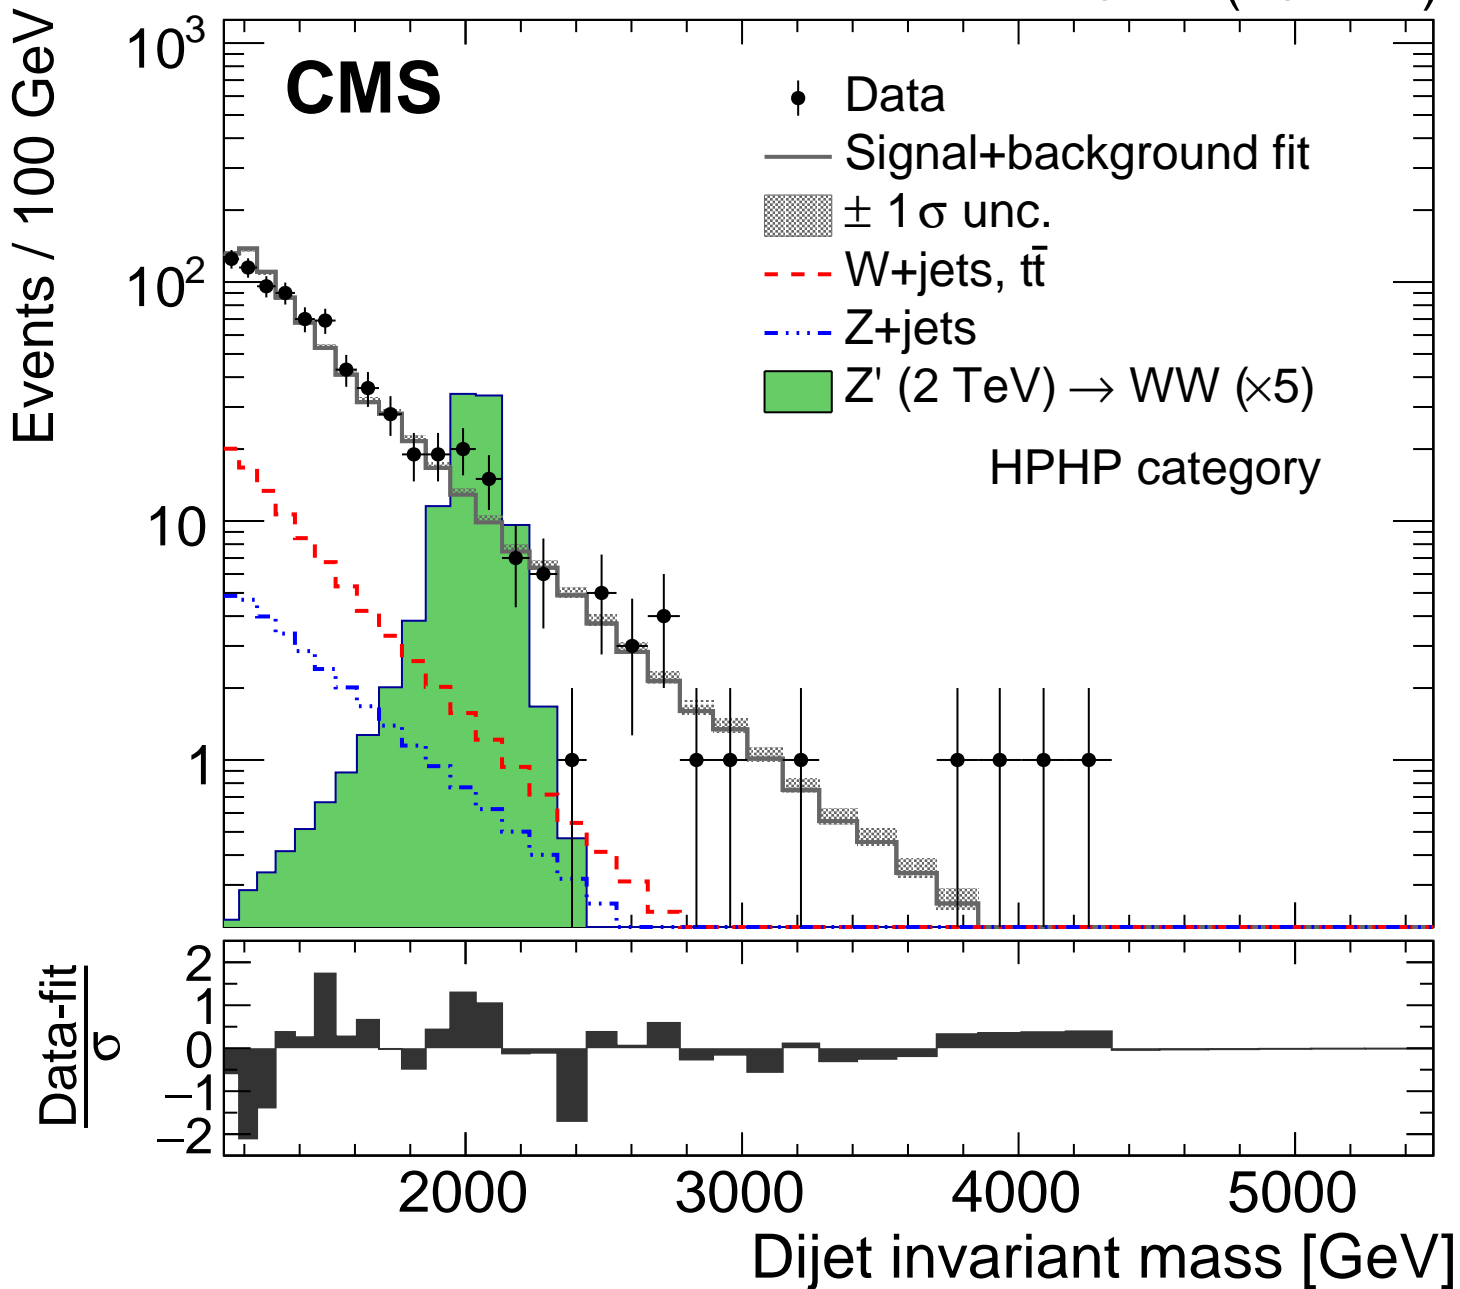 CMS
Data
Signal+background fit
± 1σ unc.
W+jets, tt̄
Z+jets
Z' (2 TeV) → WW (×5)
HPHP category
Events / 100 GeV
10³
10²
10
1
Data-fit
σ
2
1
0
−1
−2
2000 3000 4000 5000
Dijet invariant mass [GeV]